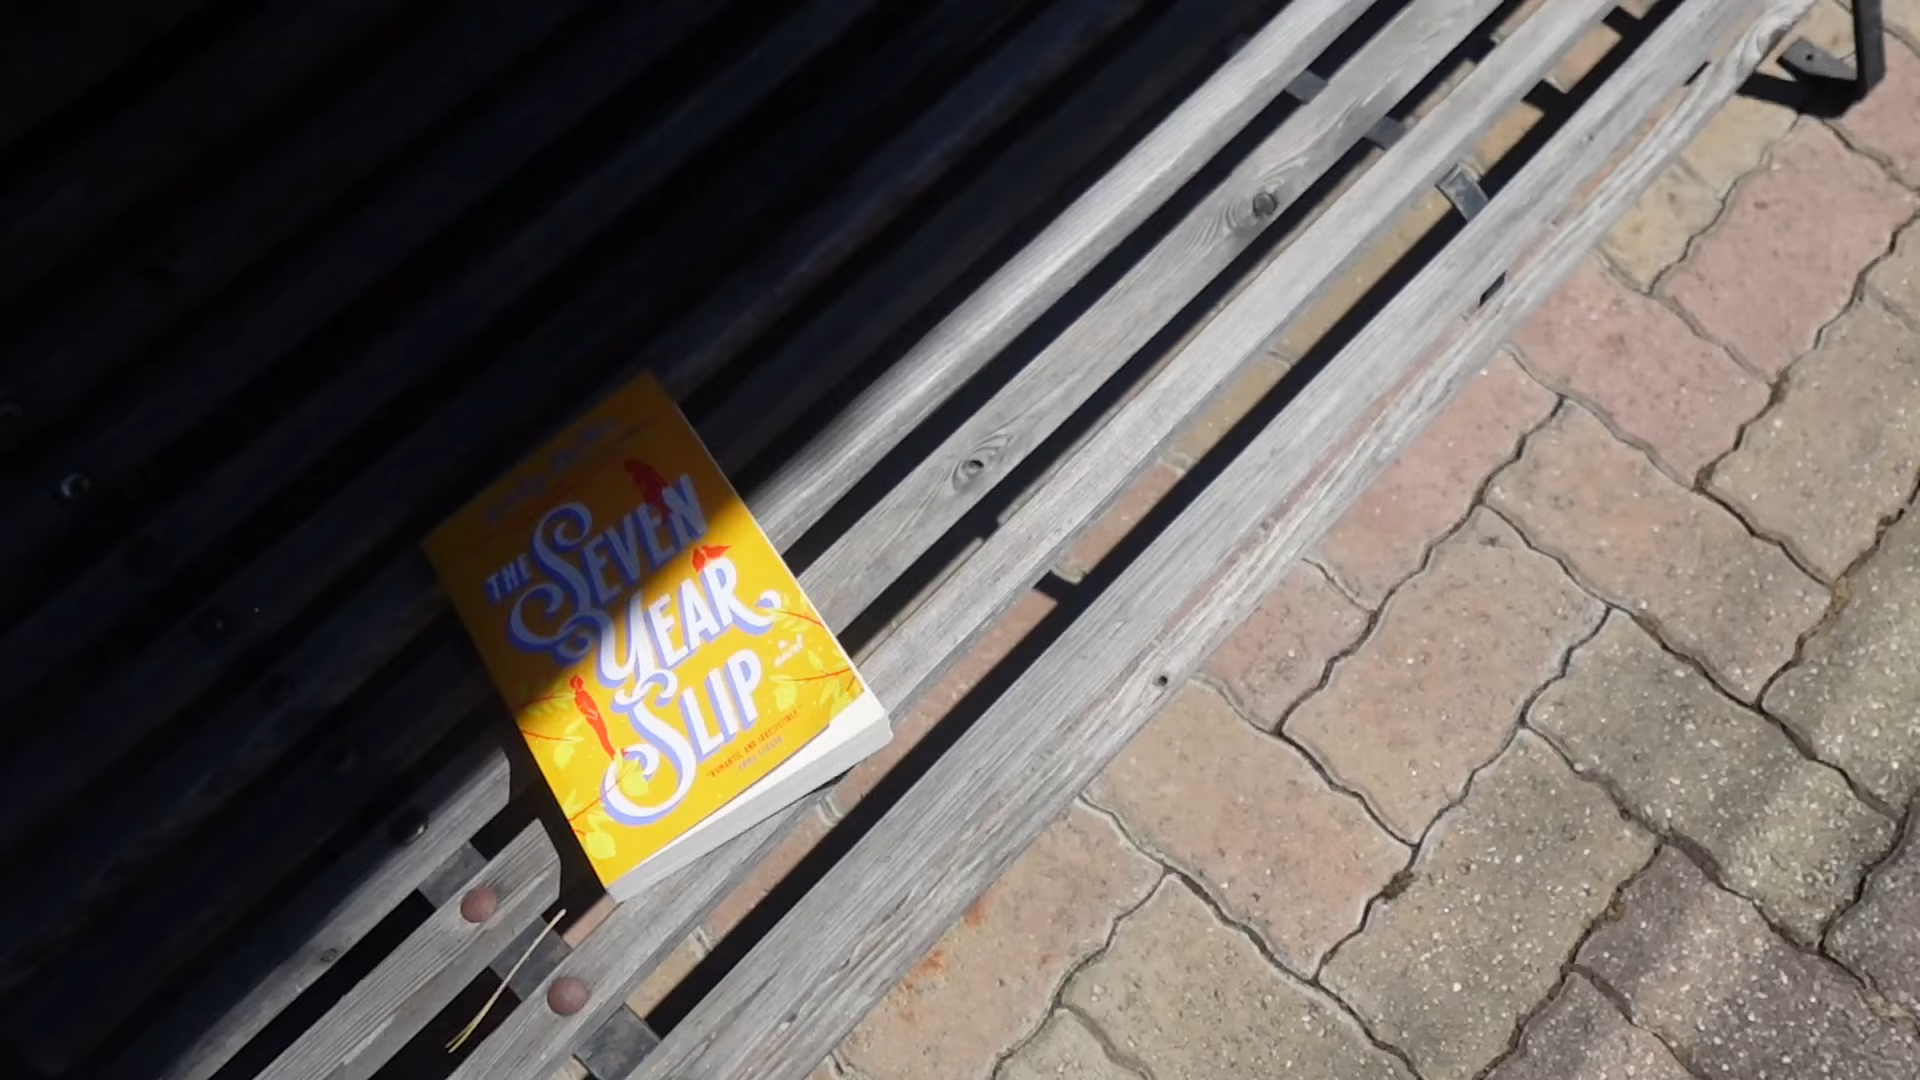 THE SEVEN
YEAR
a novel
SLIP
"ROMANTIC AND IRRESISTIBLE."